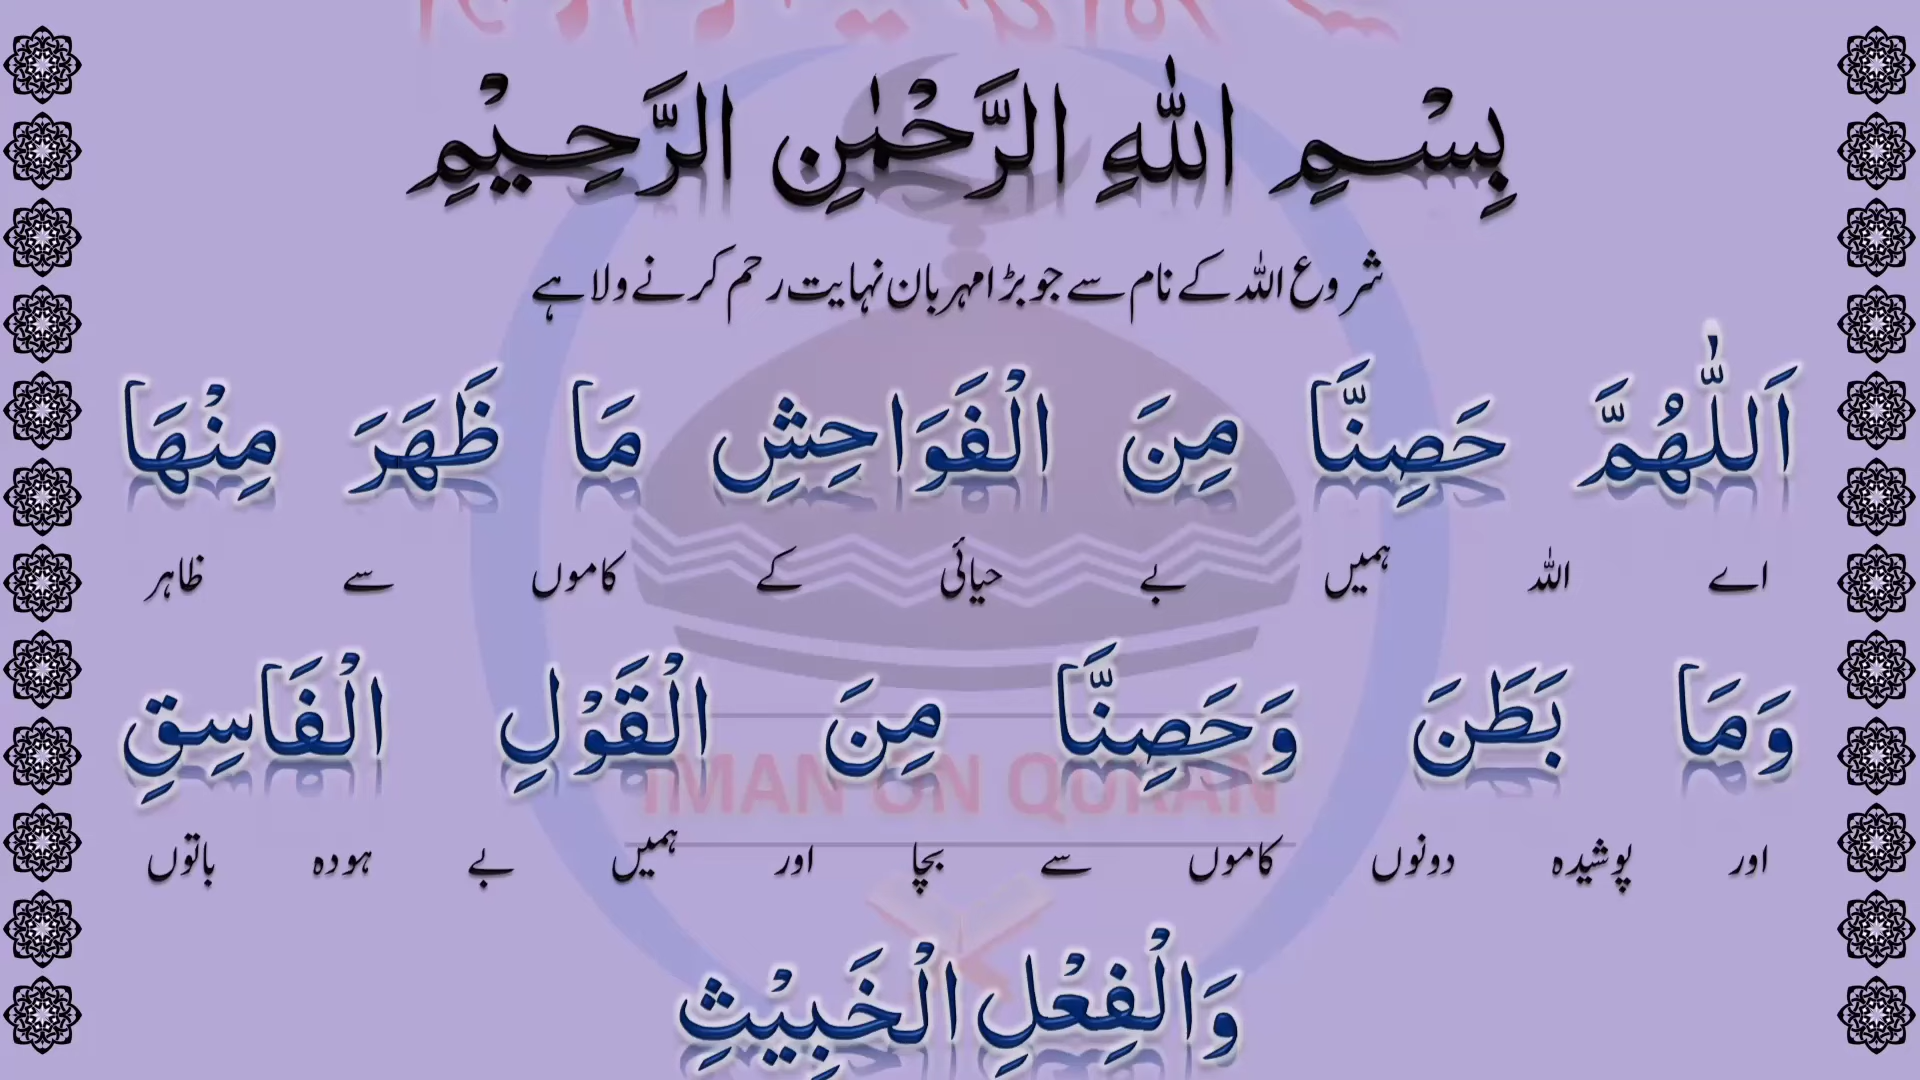 بِسْمِ اللهِ الرَّحْمٰنِ الرَّحِيْمِ
شروع اللہ کے نام سے جو بڑا مہربان نہایت رحم کرنے ولا ہے
اَللّٰهُمَّ حَصِنَّا مِنَ الْفَوَاحِشِ مَا ظَهَرَ مِنْهَا
اے اللہ ہمیں بے حیائی کے کاموں سے ظاہر
وَمَا بَطَنَ وَحَصِنَّا مِنَ الْقَوْلِ الْفَاسِقِ
IMAN ON QURAN
اور پوشیدہ دونوں کاموں سے بچا اور ہمیں بے ہودہ باتوں
وَالْفِعْلِ الْخَبِيْثِ